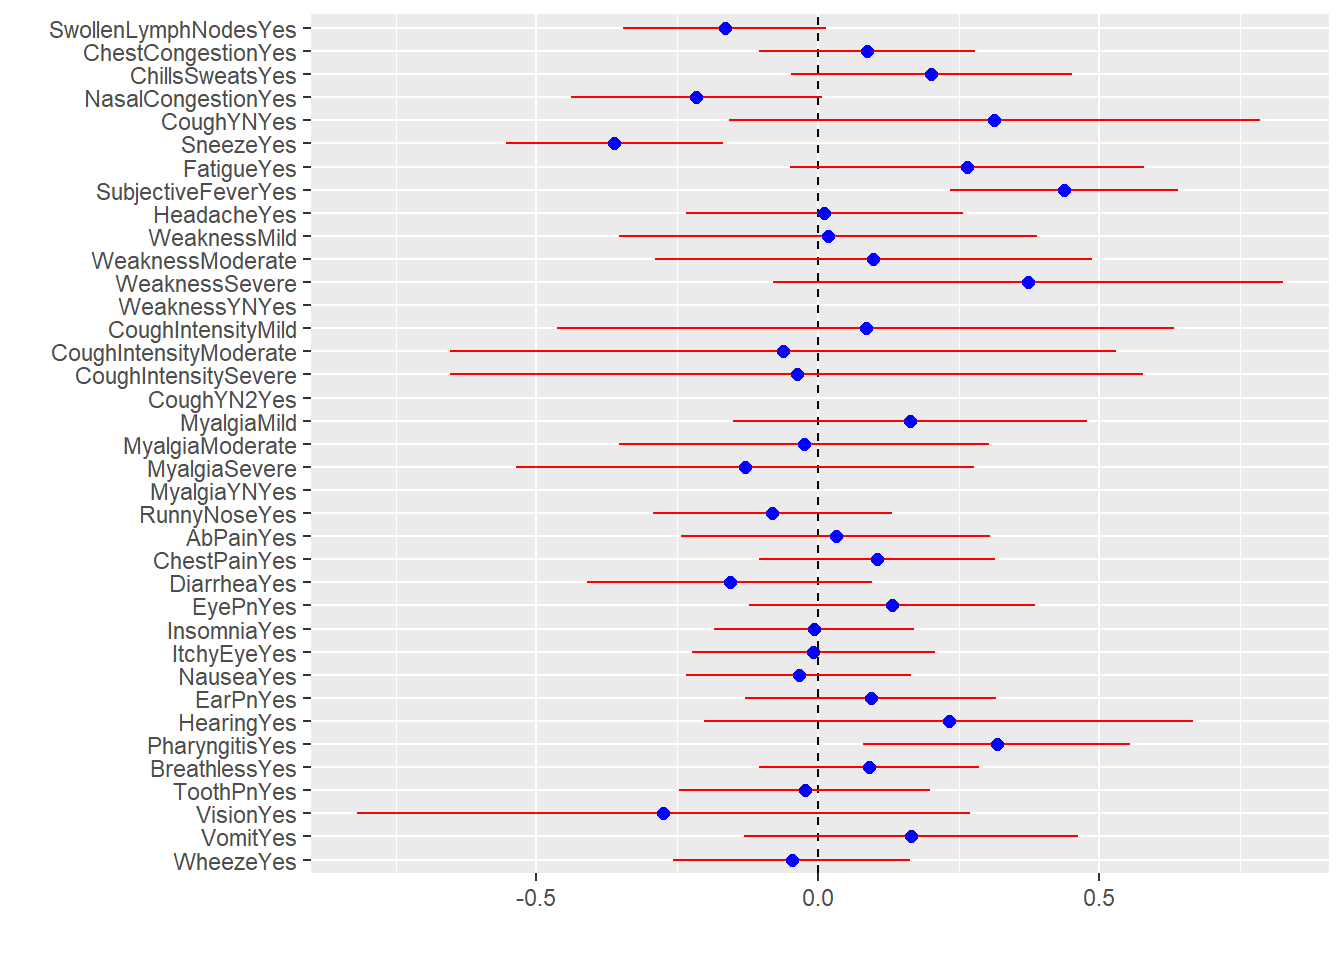 SwollenLymphNodesYes
ChestCongestionYes
ChillsSweatsYes
NasalCongestionYes
CoughYNYes
SneezeYes
FatigueYes
SubjectiveFeverYes
HeadacheYes
WeaknessMild
WeaknessModerate
WeaknessSevere
WeaknessYNYes
CoughIntensityMild
CoughIntensityModerate
CoughIntensitySevere
CoughYN2Yes
MyalgiaMild
MyalgiaModerate
MyalgiaSevere
MyalgiaYNYes
RunnyNoseYes
AbPainYes
ChestPainYes
DiarrheaYes
EyePnYes
InsomniaYes
ItchyEyeYes
NauseaYes
EarPnYes
HearingYes
PharyngitisYes
BreathlessYes
ToothPnYes
VisionYes
VomitYes
WheezeYes
-0.5 0.0 0.5